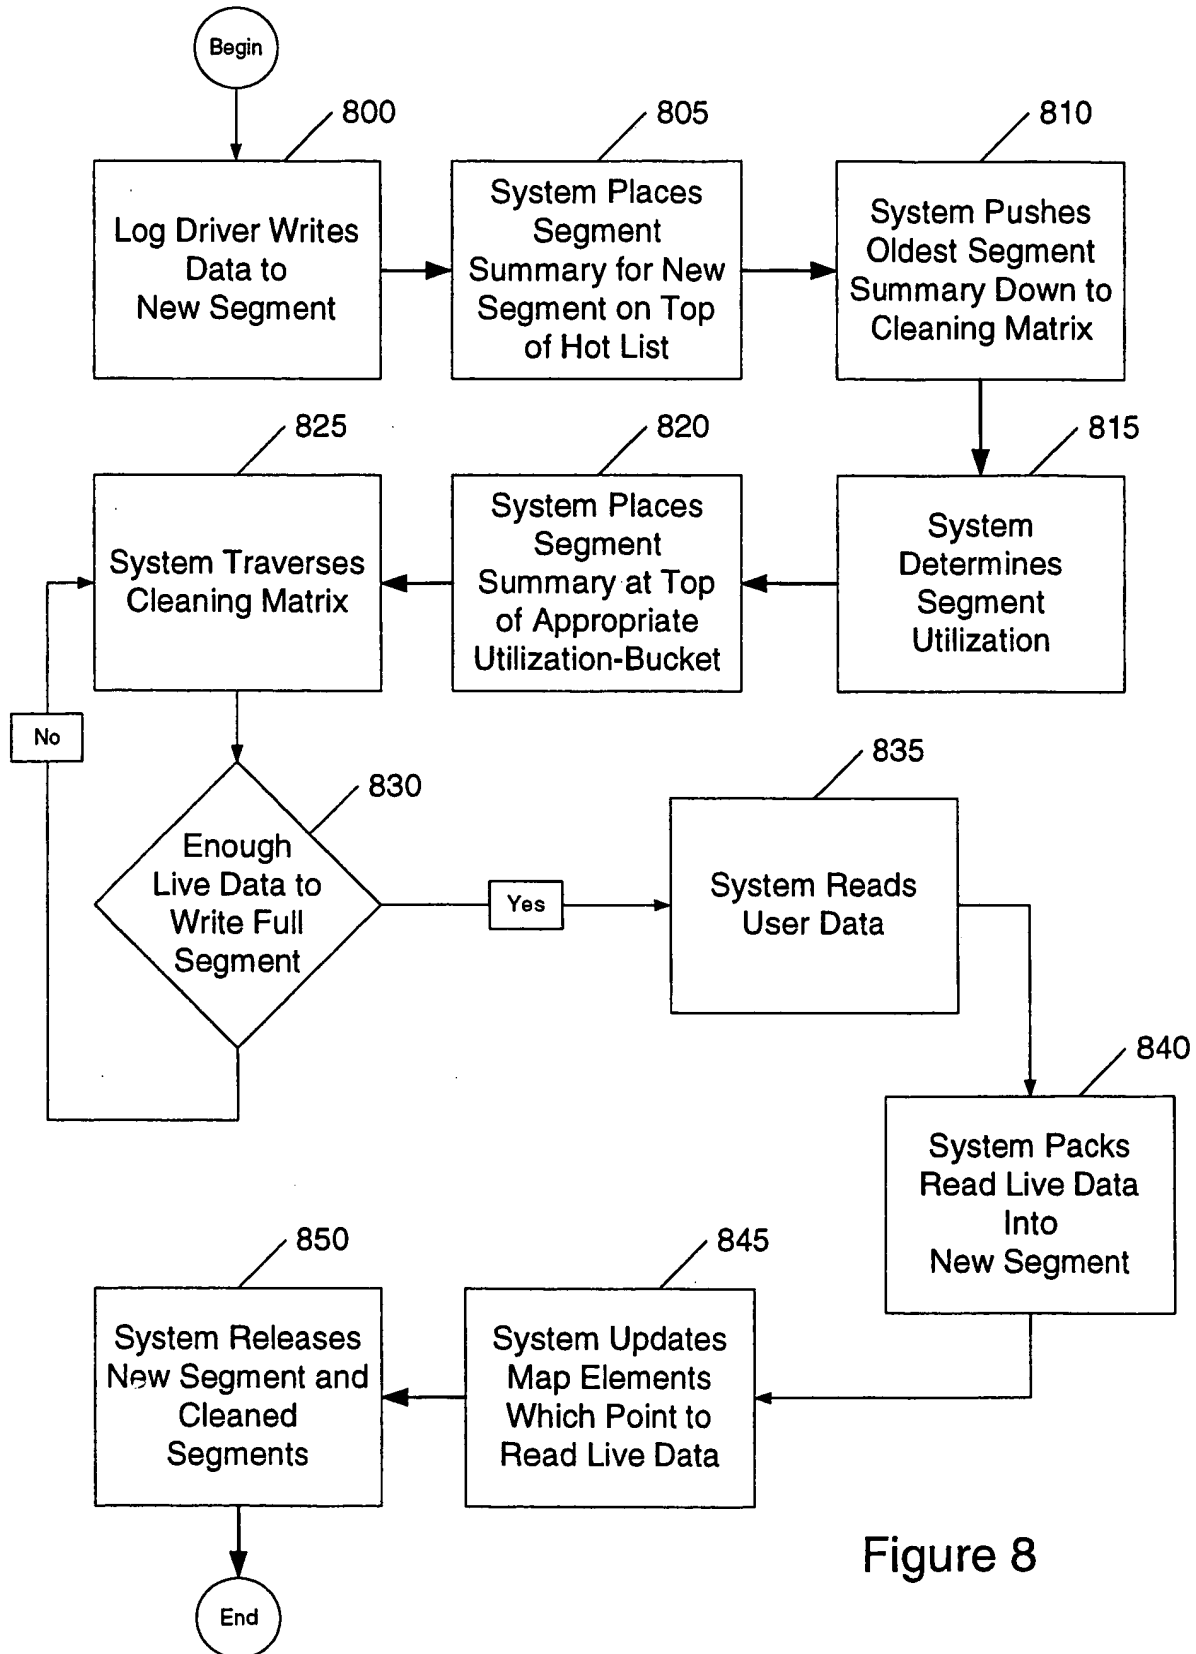 Begin
800
Log Driver Writes
Data to
New Segment
805
System Places
Segment
Summary for New
Segment on Top
of Hot List
810
System Pushes
Oldest Segment
Summary Down to
Cleaning Matrix
815
System
Determines
Segment
Utilization
820
System Places
Segment
Summary at Top
of Appropriate
Utilization-Bucket
825
System Traverses
Cleaning Matrix
No
830
Enough
Live Data to
Write Full
Segment
Yes
835
System Reads
User Data
840
System Packs
Read Live Data
Into
New Segment
845
System Updates
Map Elements
Which Point to
Read Live Data
850
System Releases
New Segment and
Cleaned
Segments
End
Figure 8